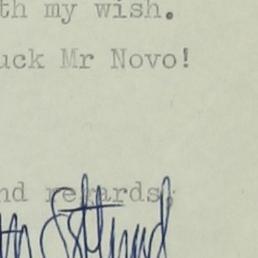 th my wish.
uck Mr Novo!
nd regards,